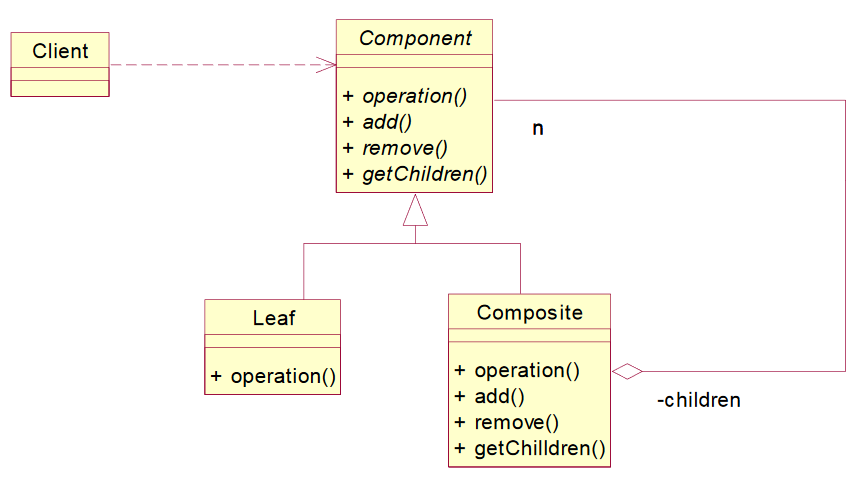 Client
Component
+ operation()
+ add()
+ remove()
+ getChildren()
n
Leaf
+ operation()
Composite
+ operation()
+ add()
+ remove()
+ getChilldren()
-children